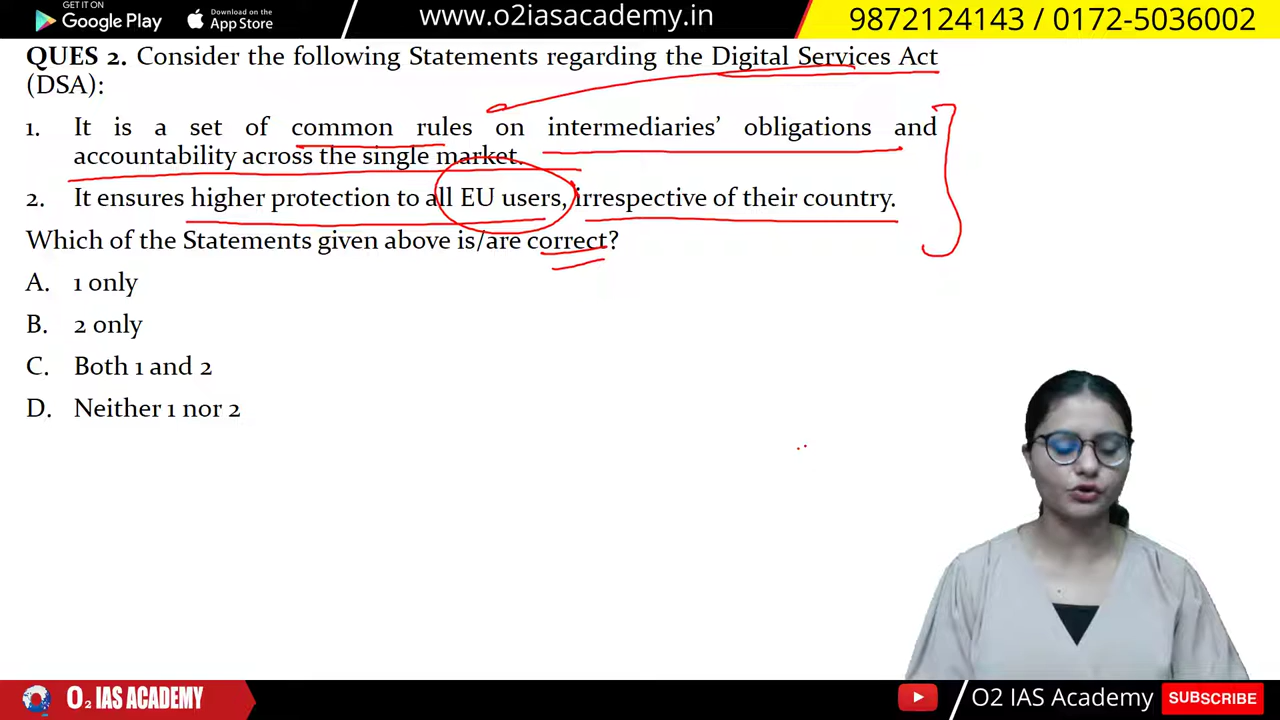 GET IT ON
Google Play
Download on the
App Store
www.o2iasacademy.in
9872124143 / 0172-5036002
QUES 2. Consider the following Statements regarding the Digital Services Act
(DSA):
1. It is a set of common rules on intermediaries' obligations and
accountability across the single market.
2. It ensures higher protection to all EU users, irrespective of their country.
Which of the Statements given above is/are correct?
A. 1 only
B. 2 only
C. Both 1 and 2
D. Neither 1 nor 2
O2 IAS ACADEMY
O2 IAS Academy
SUBSCRIBE